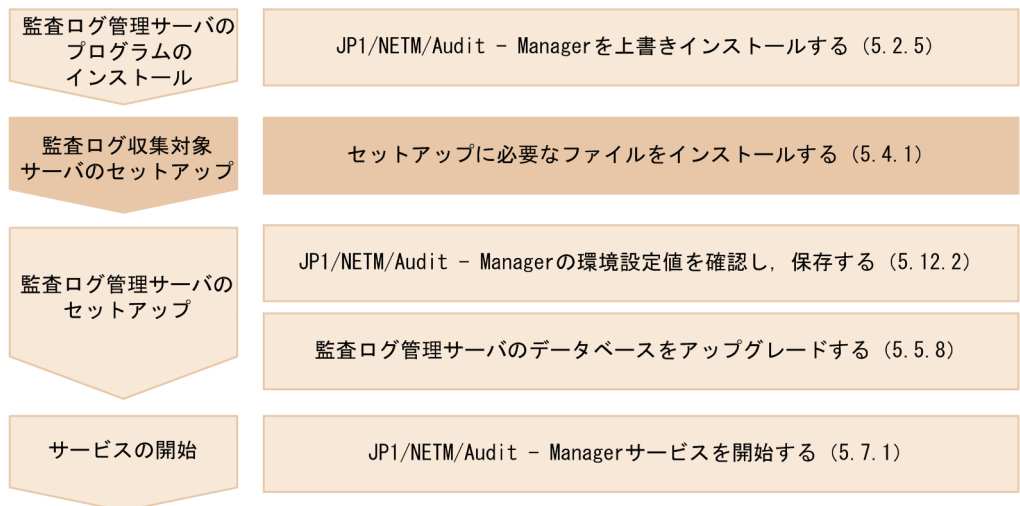 監査ログ管理サーバの
プログラムの
インストール
JP1/NETM/Audit - Managerを上書きインストールする (5.2.5)
監査ログ収集対象
サーバのセットアップ
セットアップに必要なファイルをインストールする (5.4.1)
監査ログ管理サーバの
セットアップ
JP1/NETM/Audit - Managerの環境設定値を確認し，保存する (5.12.2)
監査ログ管理サーバのデータベースをアップグレードする (5.5.8)
サービスの開始
JP1/NETM/Audit - Managerサービスを開始する (5.7.1)